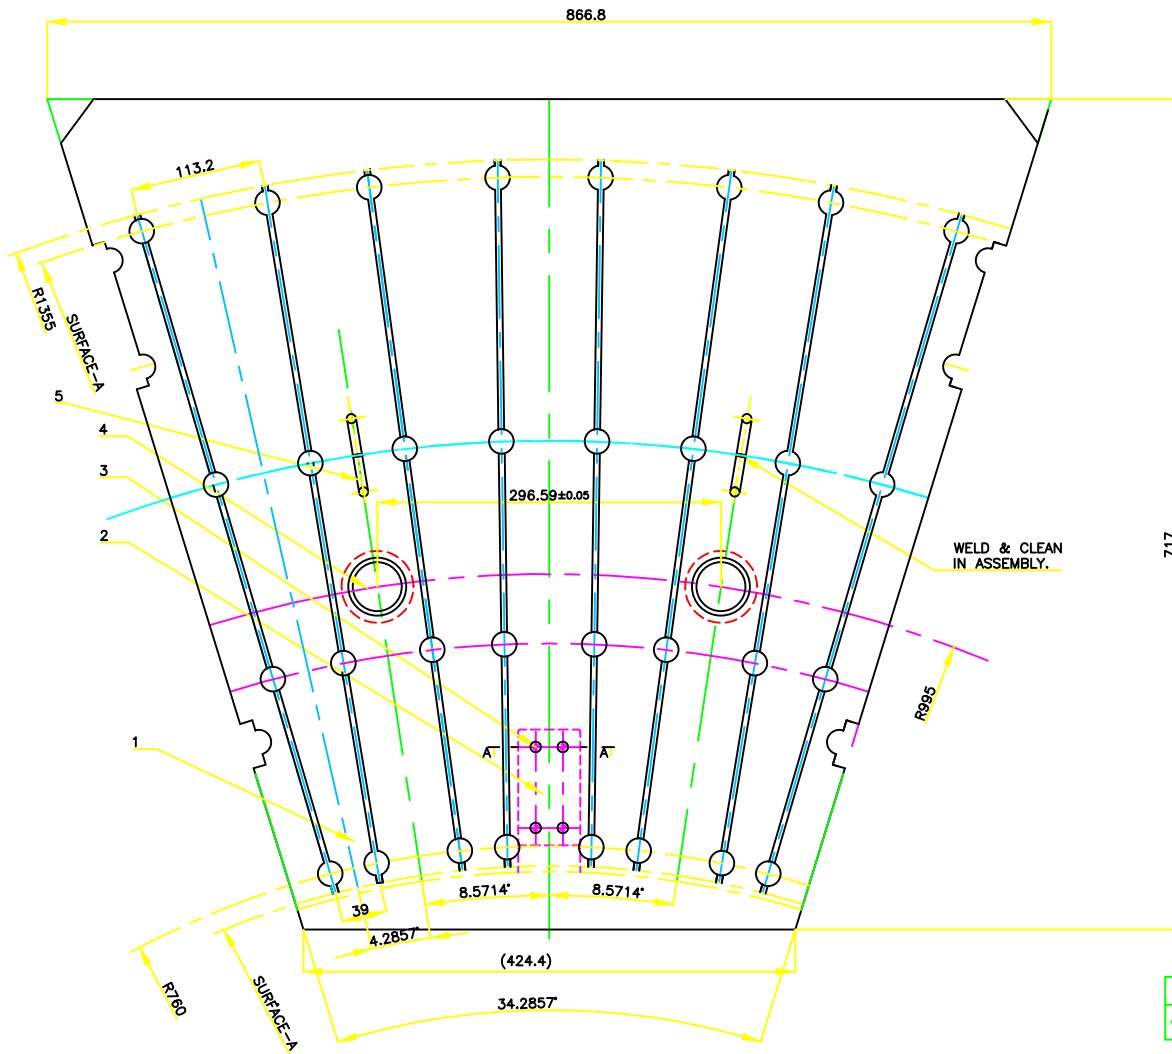 866.8
113.2
R1355
SURFACE-A
5
4
3
2
296.59±0.05
WELD & CLEAN
IN ASSEMBLY.
717
R995
1
A
A
8.5714°
8.5714°
39
4.2857°
(424.4)
R760
SURFACE-A
34.2857°